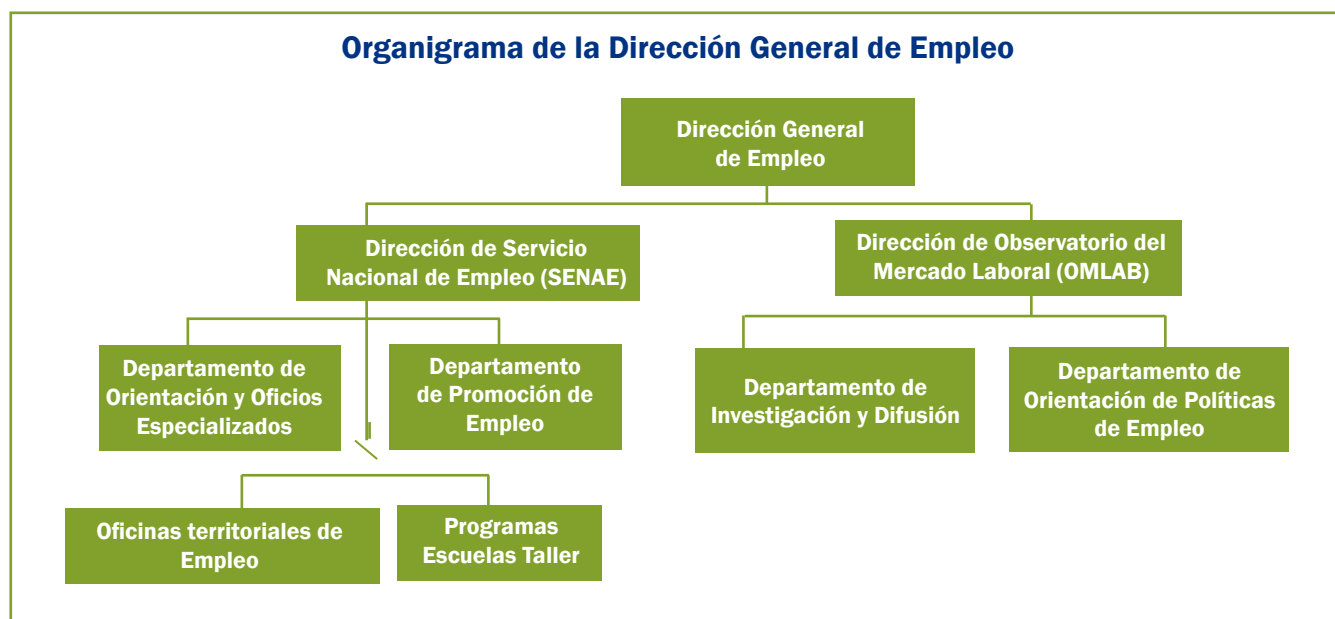 Organigrama de la Dirección General de Empleo
Dirección General
de Empleo
Dirección de Servicio
Nacional de Empleo (SENAE)
Dirección de Observatorio del
Mercado Laboral (OMLAB)
Departamento de
Orientación y Oficios
Especializados
Departamento
de Promoción de
Empleo
Departamento de
Investigación y Difusión
Departamento de
Orientación de Políticas
de Empleo
Oficinas territoriales de
Empleo
Programas
Escuelas Taller